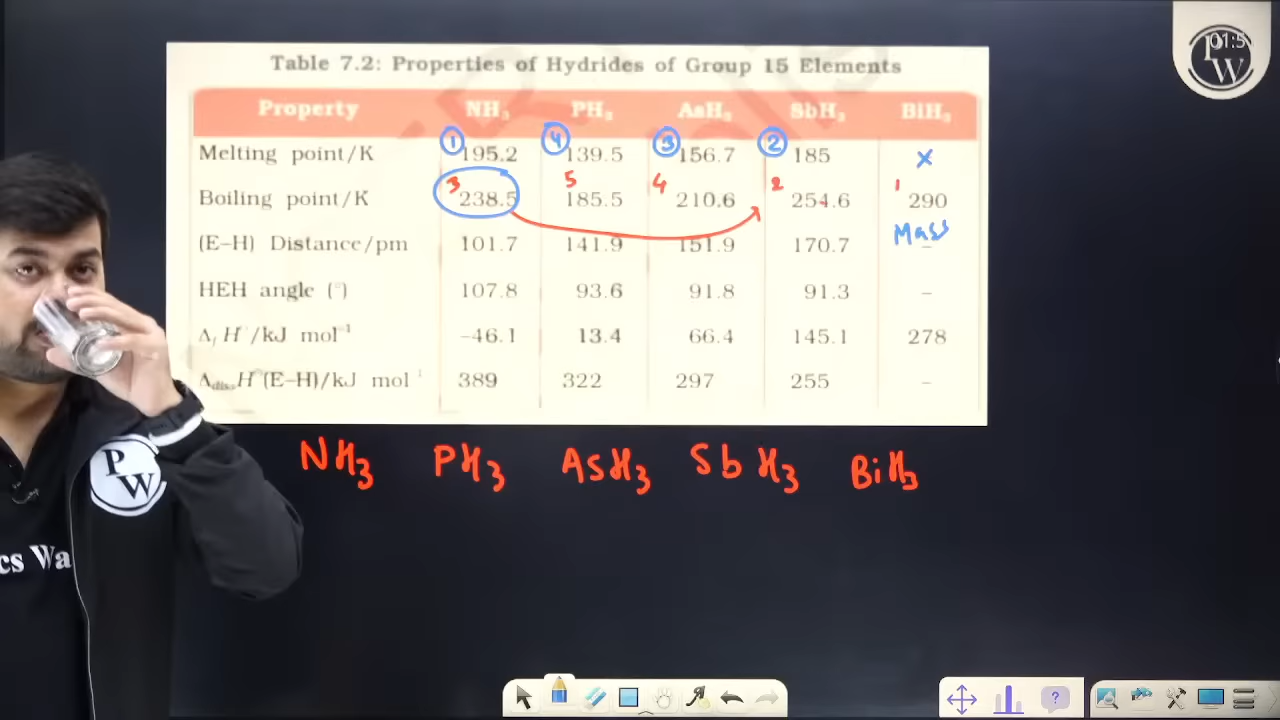 01:5
P
W
Table 7.2: Properties of Hydrides of Group 15 Elements
Property NH₃ PH₃ AsH₃ SbH₃ BiH₃
① ④ ③ ②
Melting point/K 195.2 139.5 156.7 185 ×
3 5 4 2 1
Boiling point/K 238.5 185.5 210.6 254.6 290
Mass
(E–H) Distance/pm 101.7 141.9 151.9 170.7 –
HEH angle (°) 107.8 93.6 91.8 91.3 –
ΔfH /kJ mol⁻¹ –46.1 13.4 66.4 145.1 278
ΔdissH°(E–H)/kJ mol⁻¹ 389 322 297 255 –
NH₃ PH₃ AsH₃ SbH₃ BiH₃
P
W
cs Wa